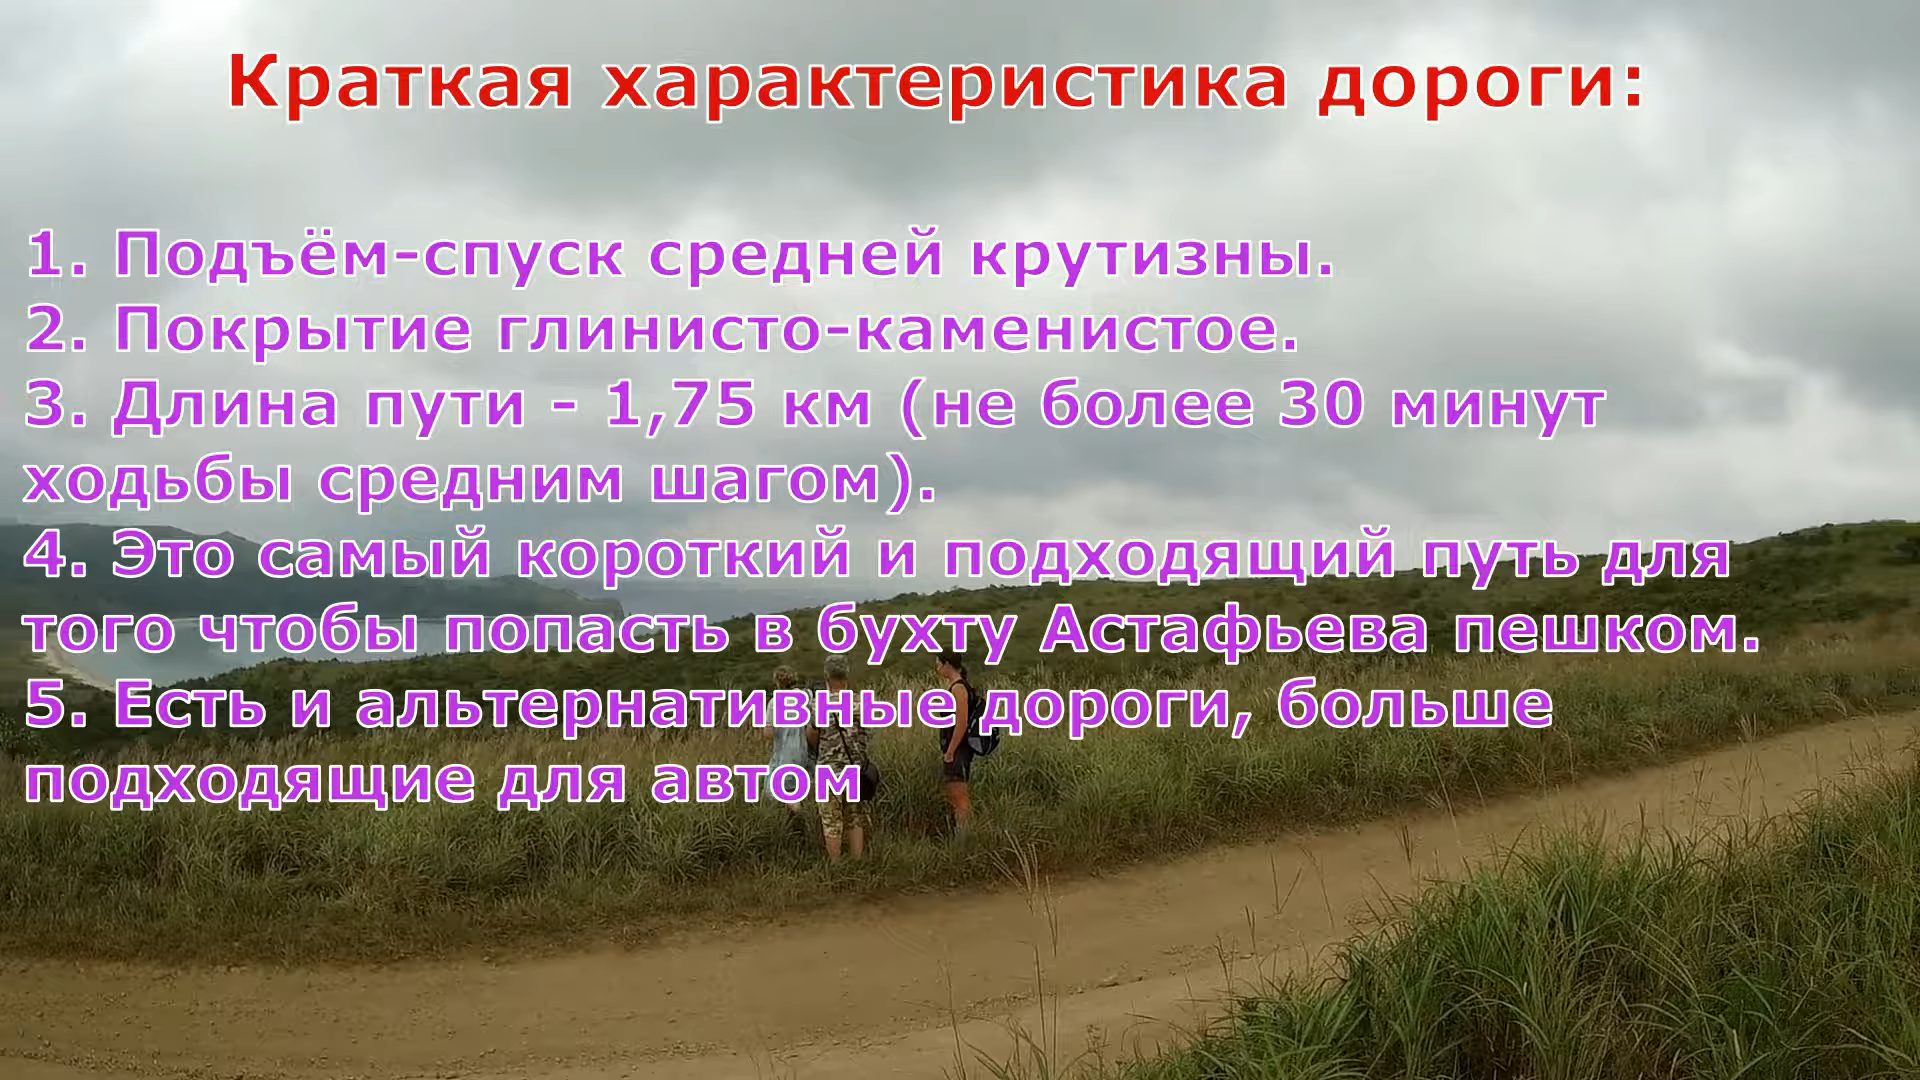 Краткая характеристика дороги:
1. Подъём-спуск средней крутизны.
2. Покрытие глинисто-каменистое.
3. Длина пути - 1,75 км (не более 30 минут
ходьбы средним шагом).
4. Это самый короткий и подходящий путь для
того чтобы попасть в бухту Астафьева пешком.
5. Есть и альтернативные дороги, больше
подходящие для автом